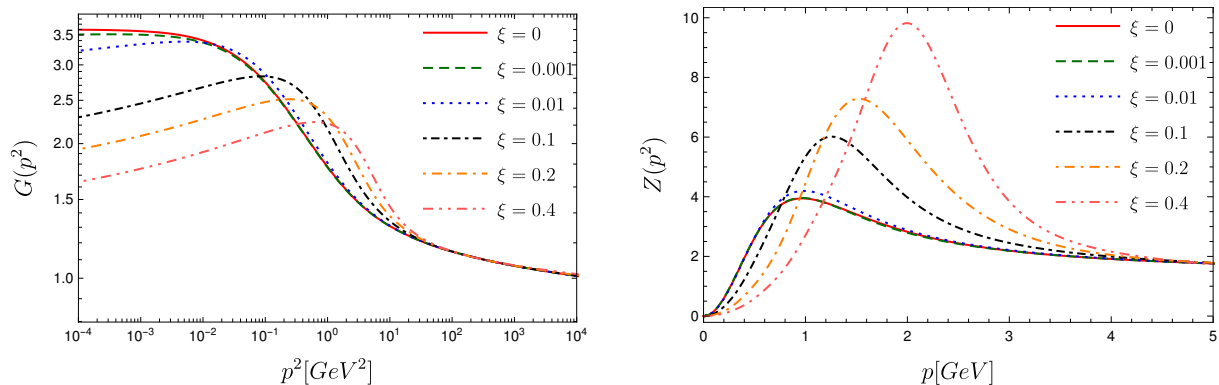 3.5
3.0
2.5
2.0
1.5
1.0
G(p²)
10⁻⁴ 10⁻³ 10⁻² 10⁻¹ 10⁰ 10¹ 10² 10³ 10⁴
p²[GeV²]
ξ = 0
ξ = 0.001
ξ = 0.01
ξ = 0.1
ξ = 0.2
ξ = 0.4
10
8
6
4
2
0
Z(p²)
0 1 2 3 4 5
p[GeV]
ξ = 0
ξ = 0.001
ξ = 0.01
ξ = 0.1
ξ = 0.2
ξ = 0.4